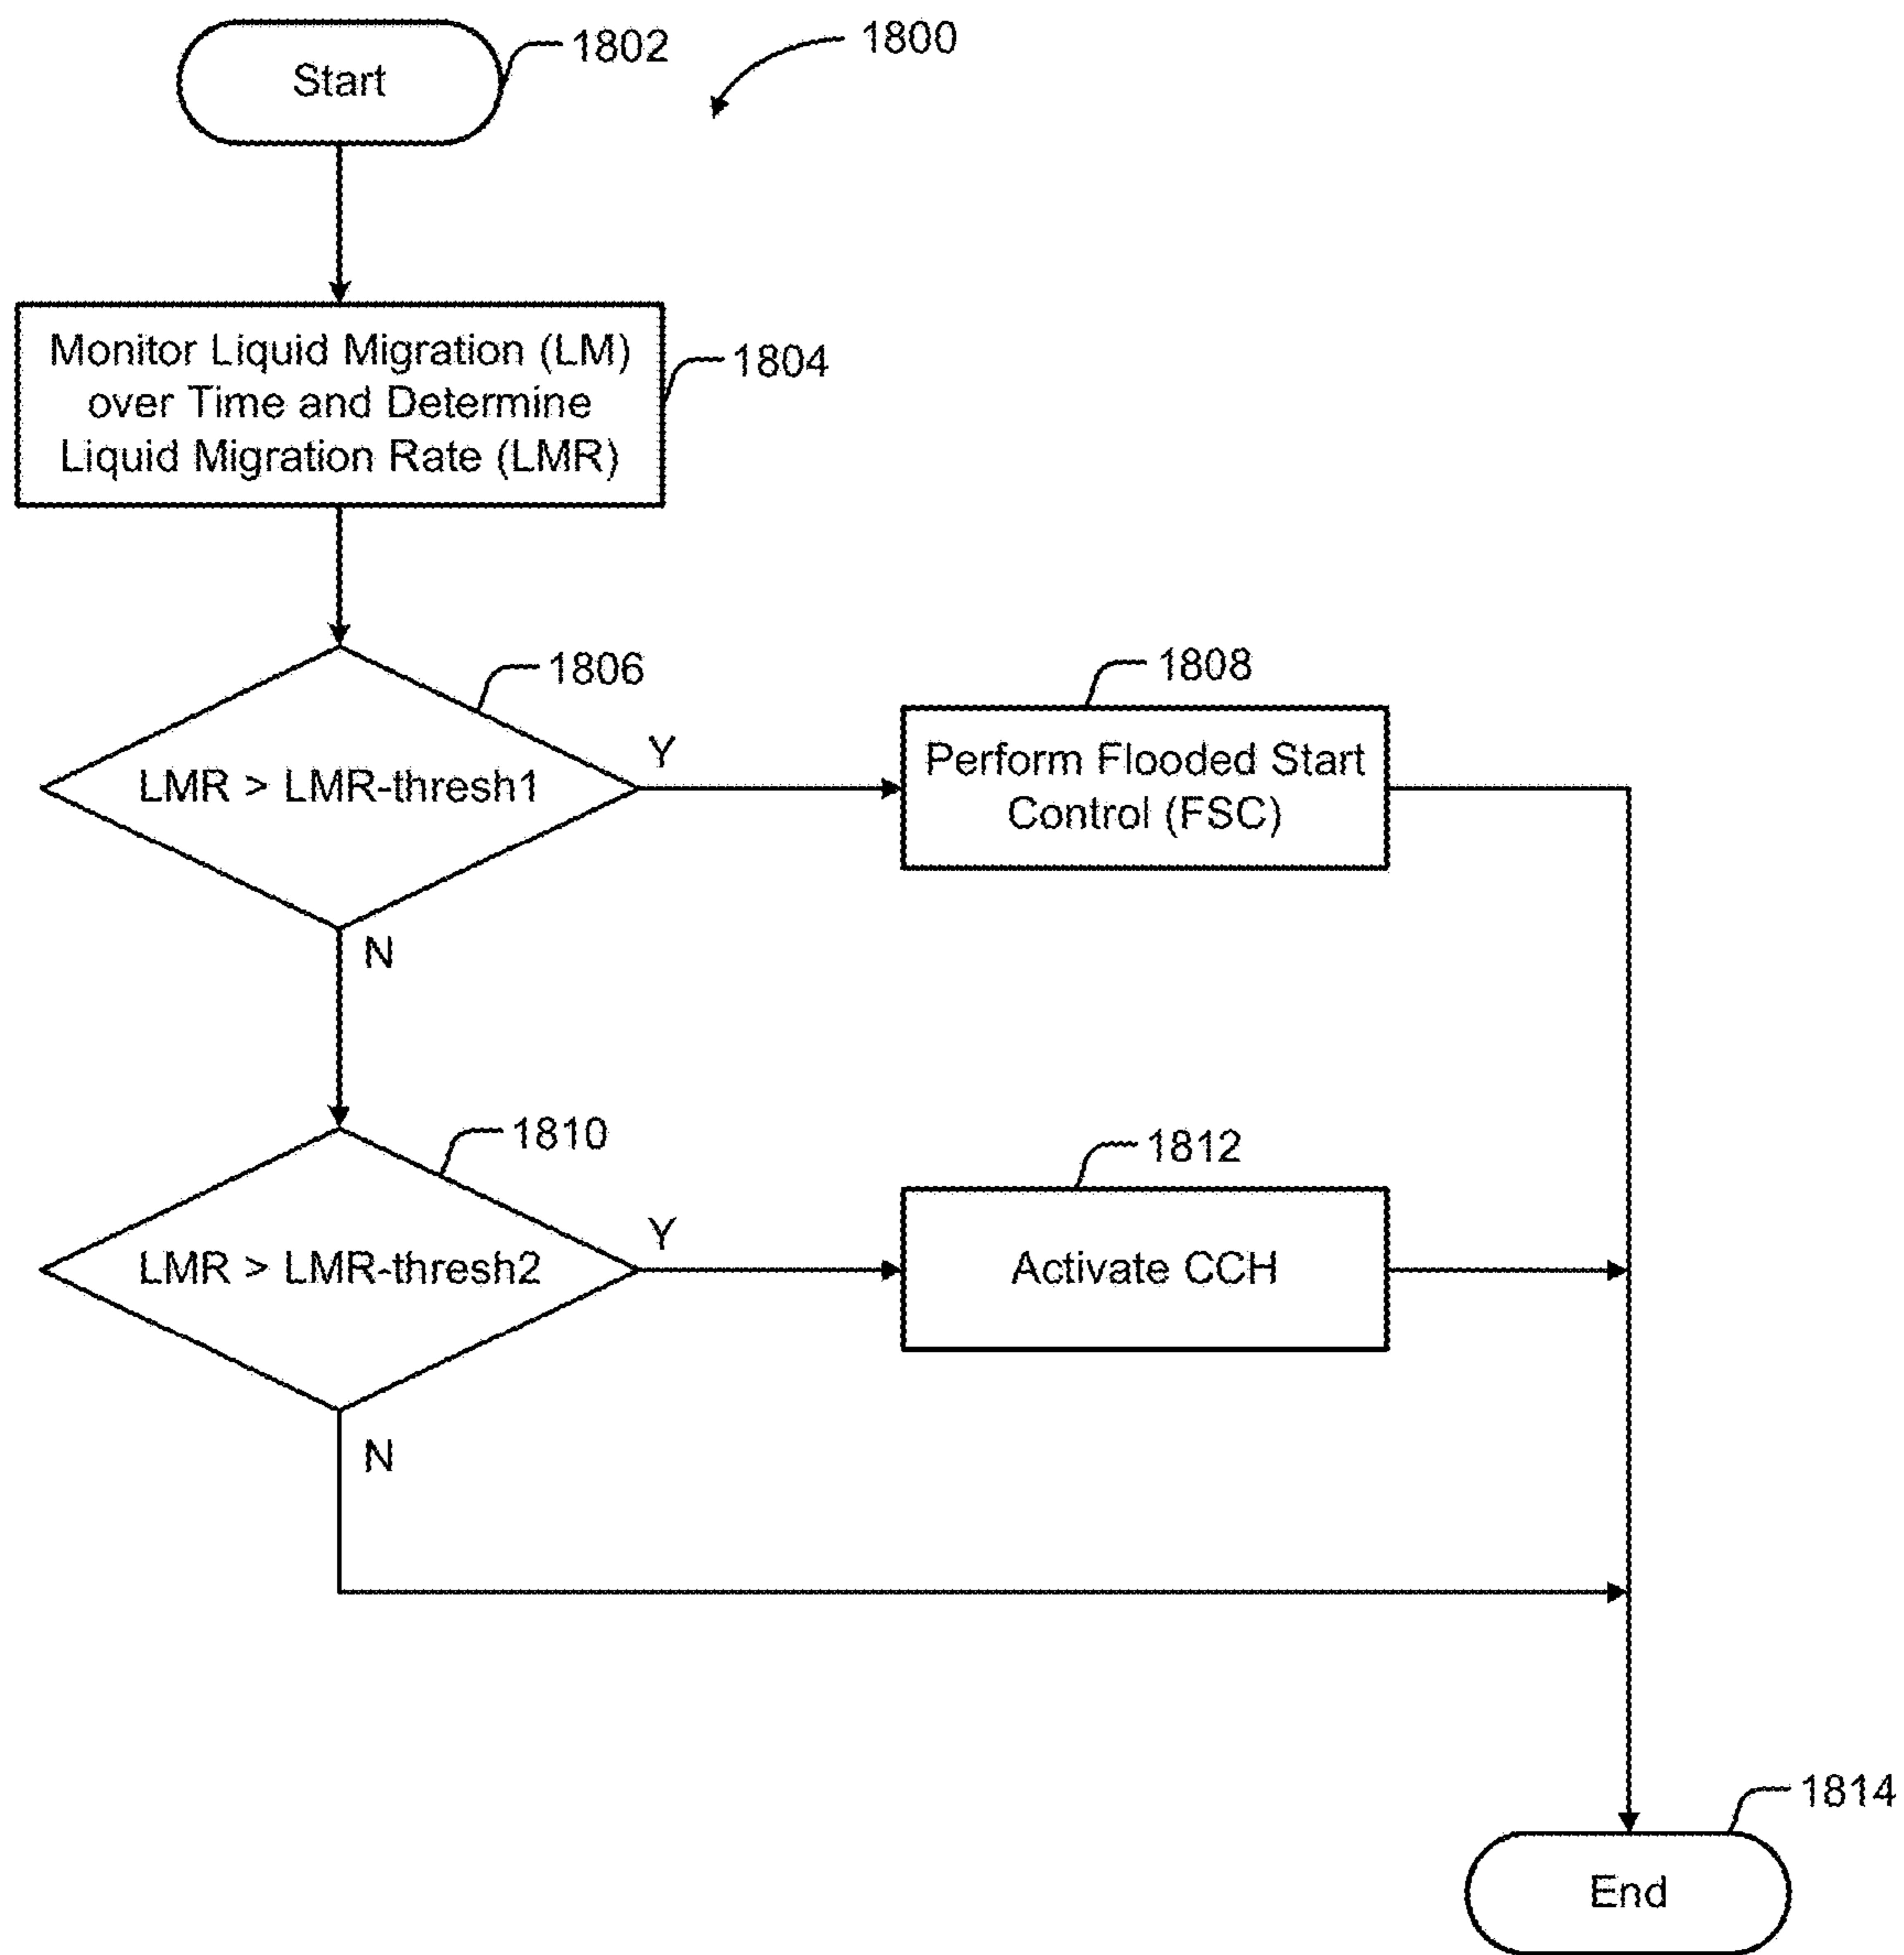 1802
1800
Start
Monitor Liquid Migration (LM)
over Time and Determine
Liquid Migration Rate (LMR)
1804
1806
LMR > LMR-thresh1
Y
N
1808
Perform Flooded Start
Control (FSC)
1810
LMR > LMR-thresh2
Y
N
1812
Activate CCH
1814
End